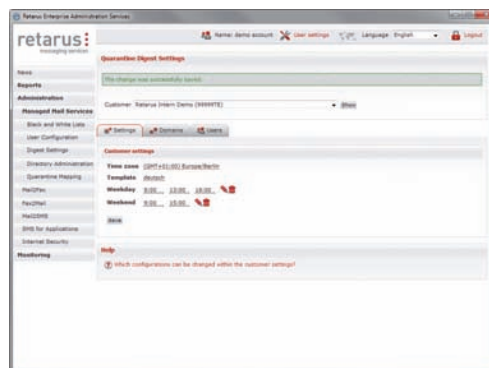 Retarus Enterprise Administration Services
retarus:
messaging services
Name: demo account
User settings
Language: English
Logout
Quarantine Digest Settings
The change was successfully saved.
Customer: Retarus Intern Demo (99999TE)
Show
News
Reports
Administration
Managed Mail Services
Black and White Lists
User Configuration
Digest Settings
Directory Administration
Quarantine Mapping
Mail2Fax
Fax2Mail
Mail2SMS
SMS for Applications
Internet Security
Monitoring
Settings
Domains
Users
Customer settings
Time zone (GMT+01:00) Europe/Berlin
Template deutsch
Weekday 9:00 13:00 16:00
Weekend 9:00 15:00
Save
Help
Which configurations can be changed within the customer settings?